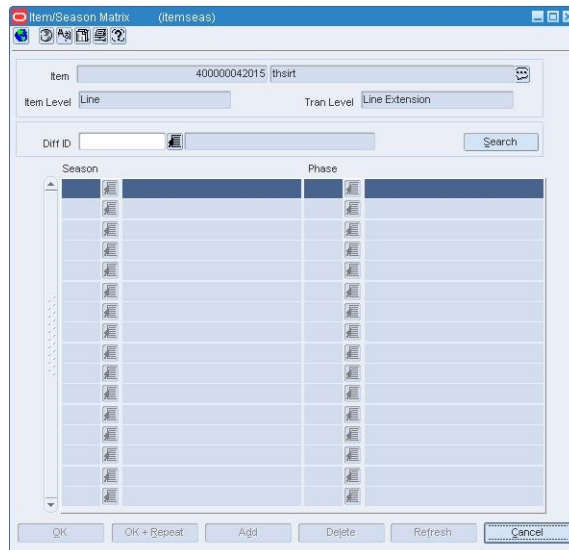 Item/Season Matrix (itemseas)
Item 400000042015 thsirt
Item Level Line Tran Level Line Extension
Diff ID Search
Season Phase
OK OK + Repeat Add Delete Refresh Cancel